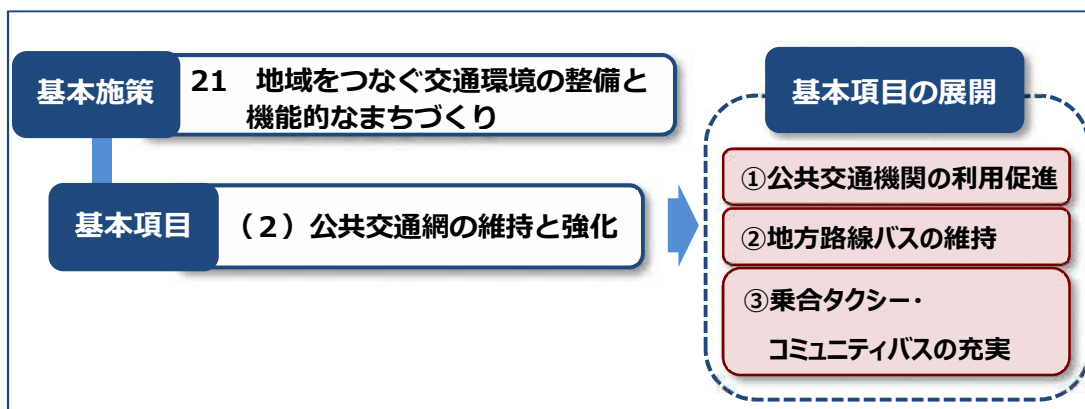 基本施策
21 地域をつなぐ交通環境の整備と
機能的なまちづくり
基本項目
（２）公共交通網の維持と強化
基本項目の展開
①公共交通機関の利用促進
②地方路線バスの維持
③乗合タクシー・
コミュニティバスの充実